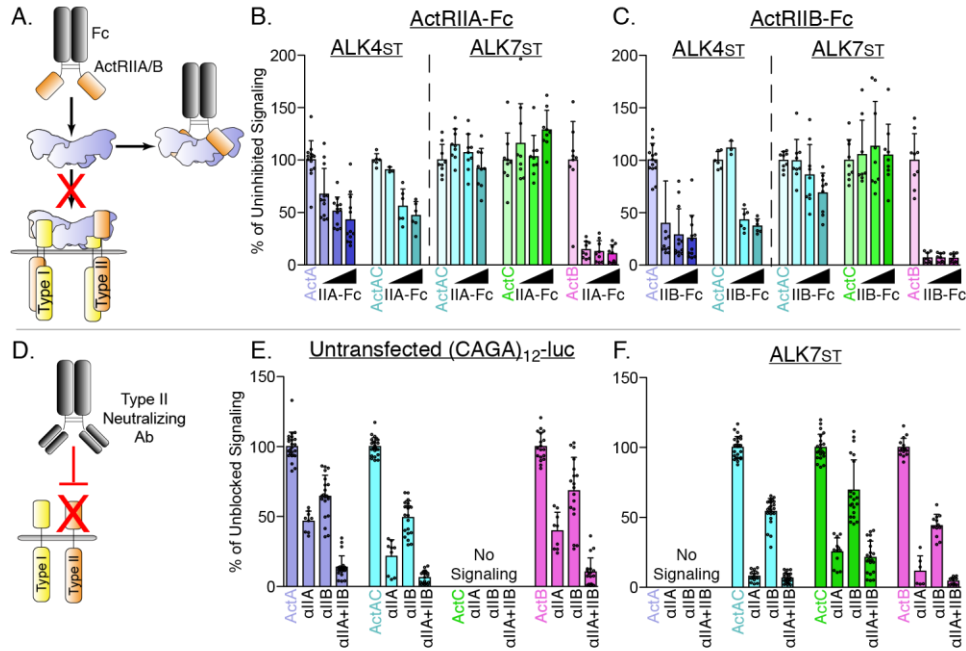 A.
Fc
ActRIIA/B
Type I
Type II
B.
ActRIIA-Fc
ALK4ST
ALK7ST
% of Uninhibited Signaling
200
150
100
50
0
ActA
IIA-Fc
ActAC
IIA-Fc
ActAC
IIA-Fc
ActC
IIA-Fc
ActB
IIA-Fc
C.
ActRIIB-Fc
ALK4ST
ALK7ST
200
150
100
50
0
ActA
IIB-Fc
ActAC
IIB-Fc
ActAC
IIB-Fc
ActC
IIB-Fc
ActB
IIB-Fc
D.
Type II
Neutralizing
Ab
Type I
Type II
E.
Untransfected (CAGA)12-luc
% of Unblocked Signaling
150
100
50
0
No
Signaling
ActA
αIIA
αIIB
αIIA+IIB
ActAC
αIIA
αIIB
αIIA+IIB
ActC
αIIA
αIIB
αIIA+IIB
ActB
αIIA
αIIB
αIIA+IIB
F.
ALK7ST
150
100
50
0
No
Signaling
ActA
αIIA
αIIB
αIIA+IIB
ActAC
αIIA
αIIB
αIIA+IIB
ActC
αIIA
αIIB
αIIA+IIB
ActB
αIIA
αIIB
αIIA+IIB